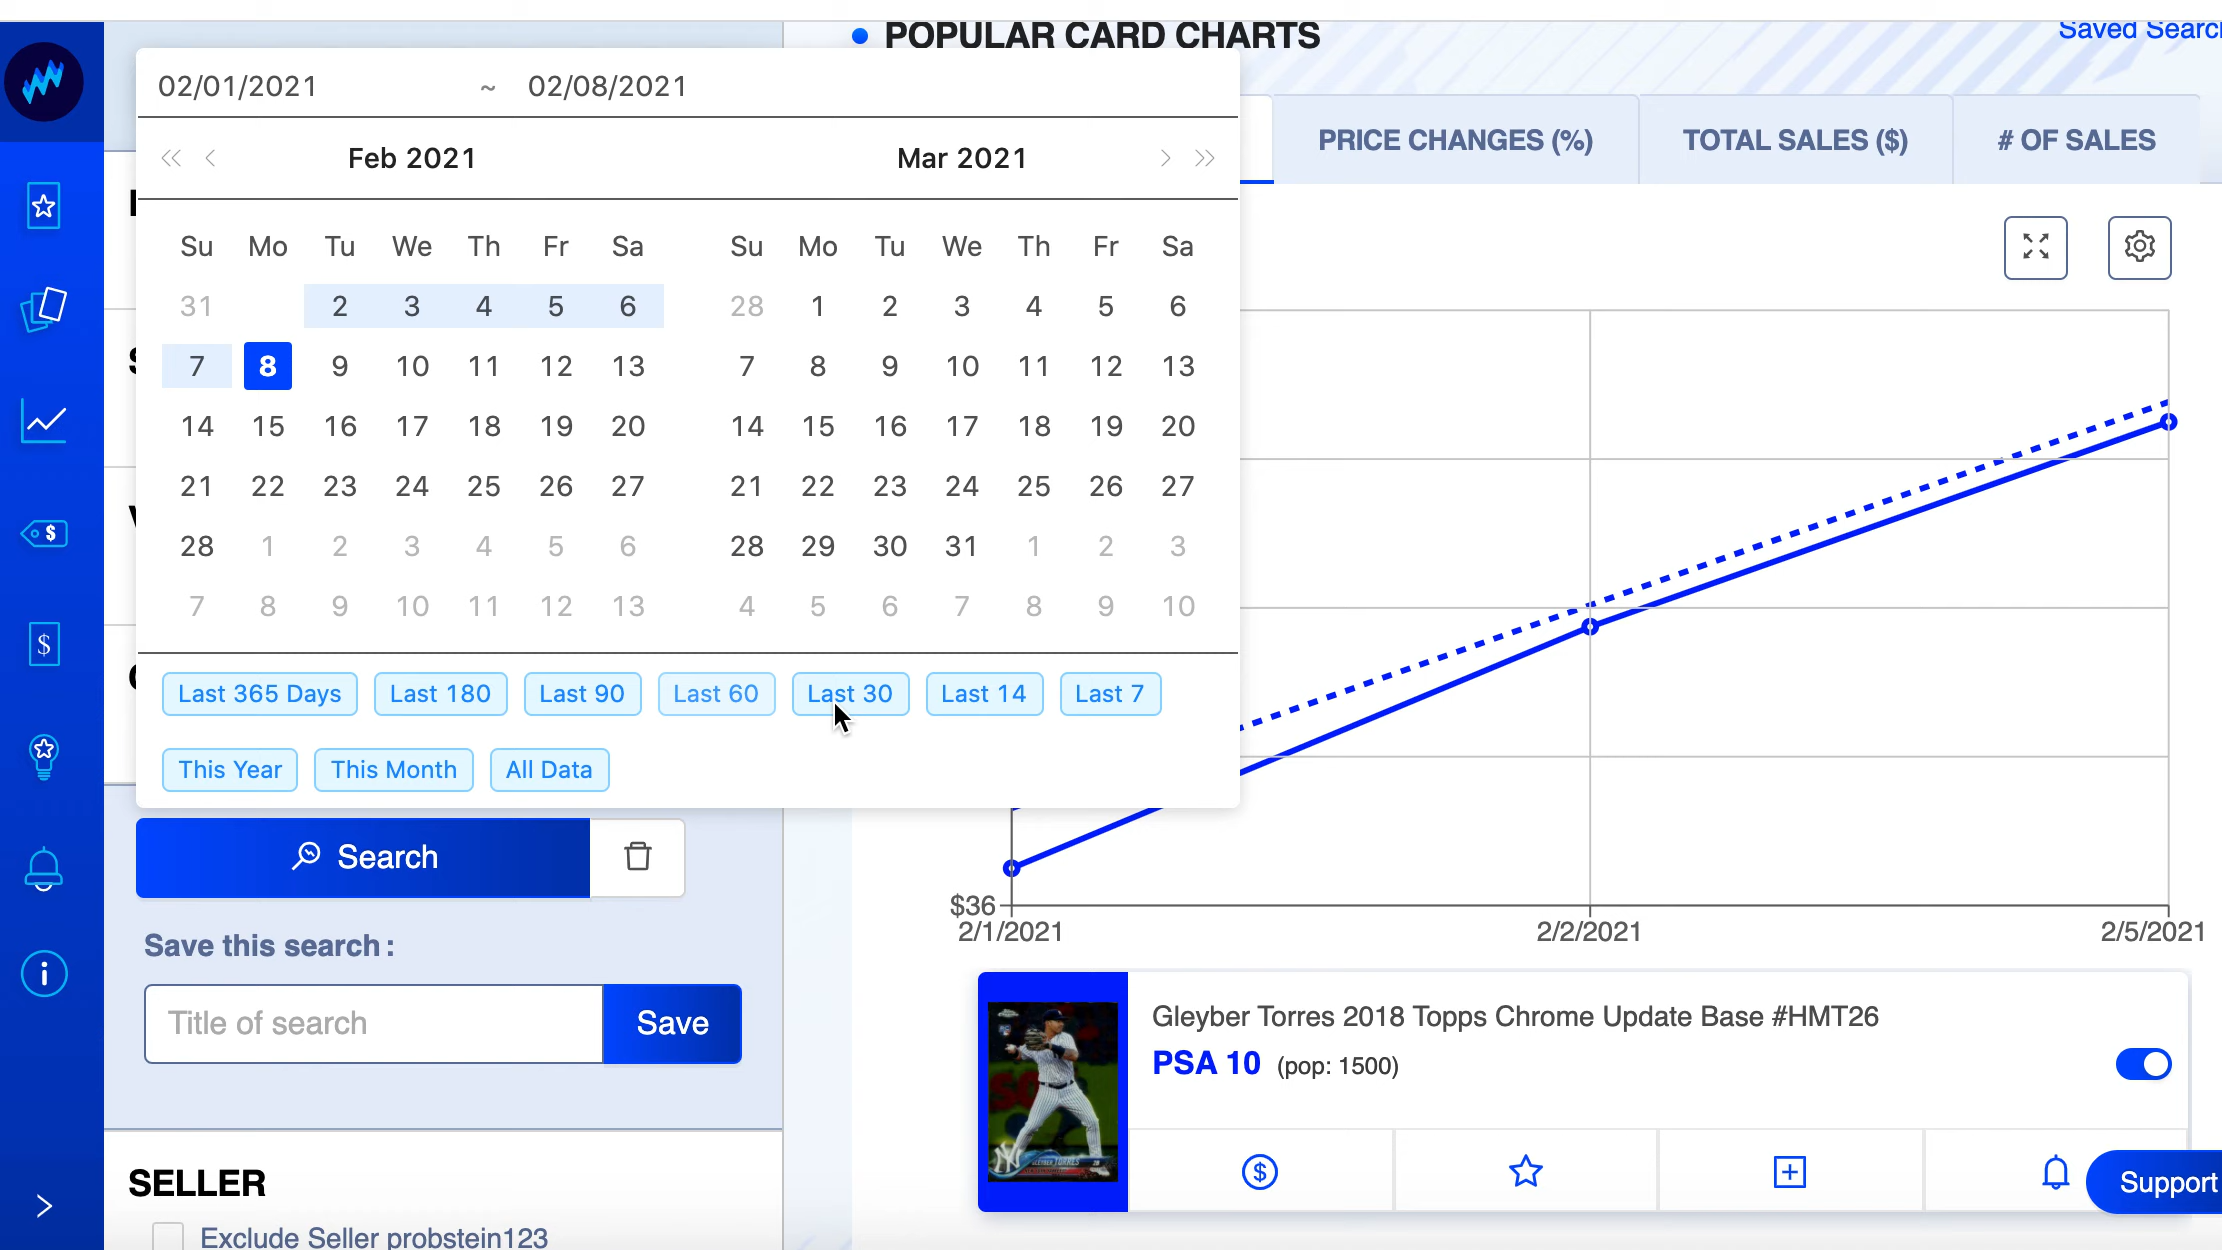 POPULAR CARD CHARTS
02/01/2021 ~ 02/08/2021
Feb 2021
Mar 2021
Su Mo Tu We Th Fr Sa
31 2 3 4 5 6
7 8 9 10 11 12 13
14 15 16 17 18 19 20
21 22 23 24 25 26 27
28 1 2 3 4 5 6
7 8 9 10 11 12 13
Su Mo Tu We Th Fr Sa
28 1 2 3 4 5 6
7 8 9 10 11 12 13
14 15 16 17 18 19 20
21 22 23 24 25 26 27
28 29 30 31 1 2 3
4 5 6 7 8 9 10
Last 365 Days Last 180 Last 90 Last 60 Last 30 Last 14 Last 7
This Year This Month All Data
Search
Save this search:
Title of search
Save
SELLER
Exclude Seller probstein123
Saved
PRICE CHANGES (%) TOTAL SALES ($) # OF SALES
$36
2/1/2021 2/2/2021 2/5/2021
Gleyber Torres 2018 Topps Chrome Update Base #HMT26
PSA 10 (pop: 1500)
Support